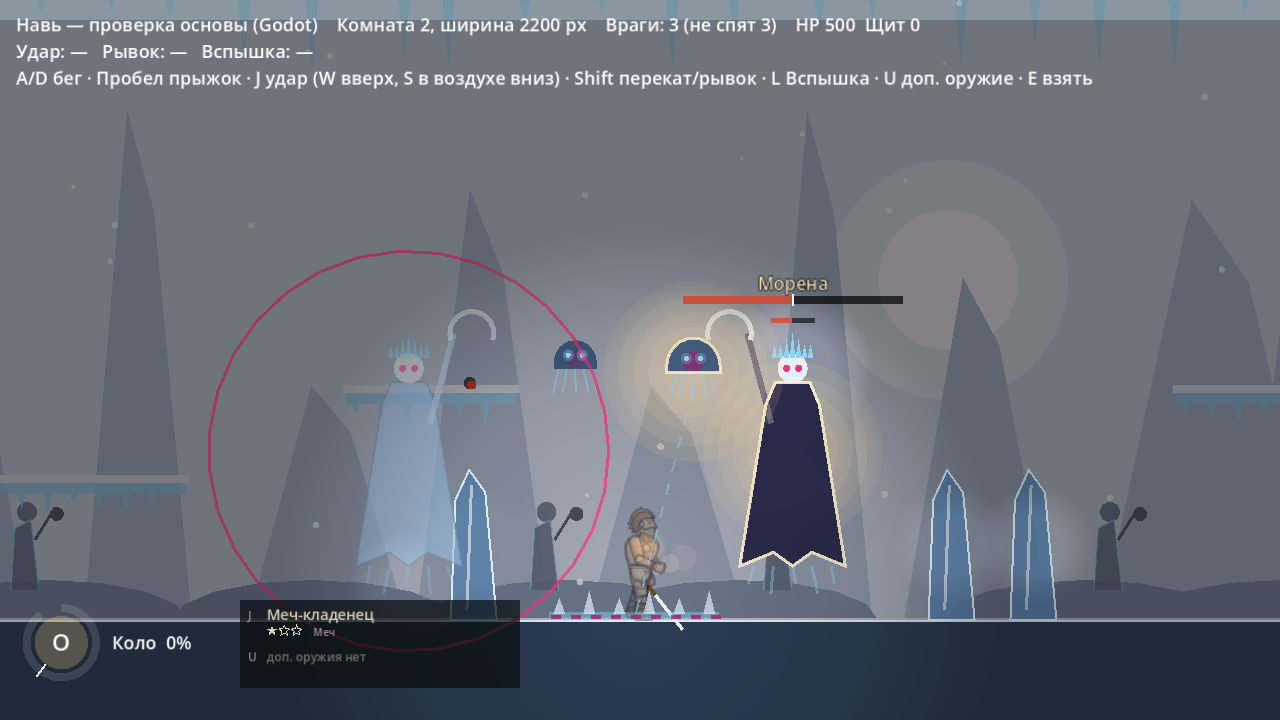 Навь — проверка основы (Godot) Комната 2, ширина 2200 px Враги: 3 (не спят 3) HP 500 Щит 0
Удар: — Рывок: — Вспышка: —
A/D бег · Пробел прыжок · J удар (W вверх, S в воздухе вниз) · Shift перекат/рывок · L Вспышка · U доп. оружие · E взять
Морена
J Меч-кладенец
★☆☆ Меч
U доп. оружия нет
О Коло 0%